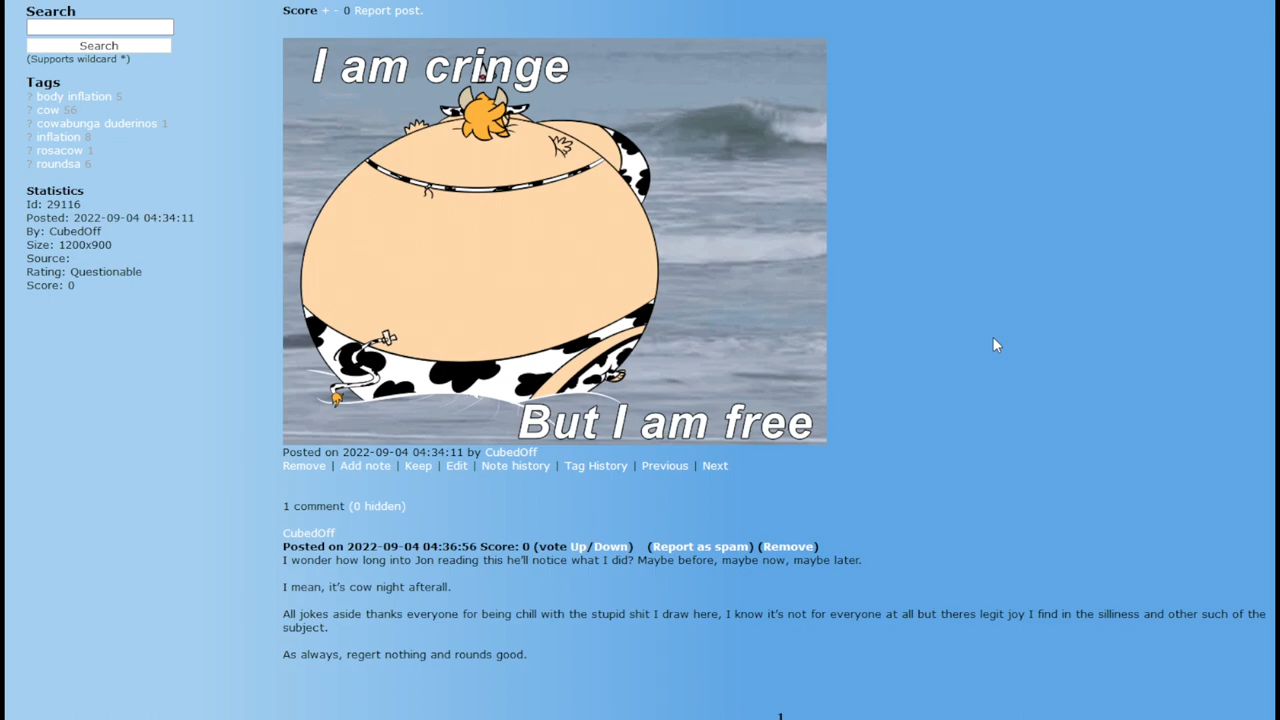 Search
Search
(Supports wildcard *)
Tags
? body inflation 5
? cow 56
? cowabunga duderinos 1
? inflation 8
? rosacow 1
? roundsa 6
Statistics
Id: 29116
Posted: 2022-09-04 04:34:11
By: CubedOff
Size: 1200x900
Source:
Rating: Questionable
Score: 0
Score + - 0 Report post.
I am cringe
But I am free
Posted on 2022-09-04 04:34:11 by CubedOff
Remove | Add note | Keep | Edit | Note history | Tag History | Previous | Next
1 comment (0 hidden)
CubedOff
Posted on 2022-09-04 04:36:56 Score: 0 (vote Up/Down) (Report as spam) (Remove)
I wonder how long into Jon reading this he'll notice what I did? Maybe before, maybe now, maybe later.
I mean, it's cow night afterall.
All jokes aside thanks everyone for being chill with the stupid shit I draw here, I know it's not for everyone at all but theres legit joy I find in the silliness and other such of the
subject.
As always, regert nothing and rounds good.
1